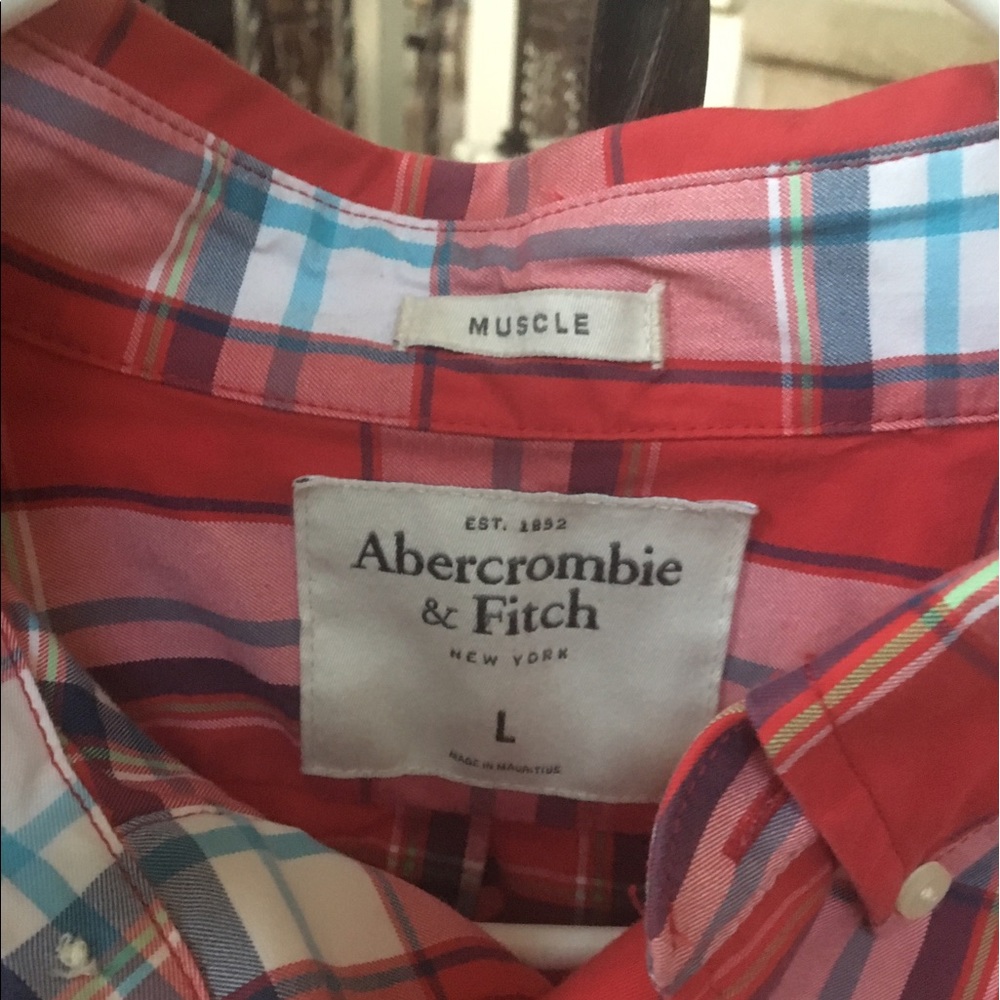 MUSCLE
EST. 1892
Abercrombie
& Fitch
NEW YORK
L
MADE IN MAURITIUS